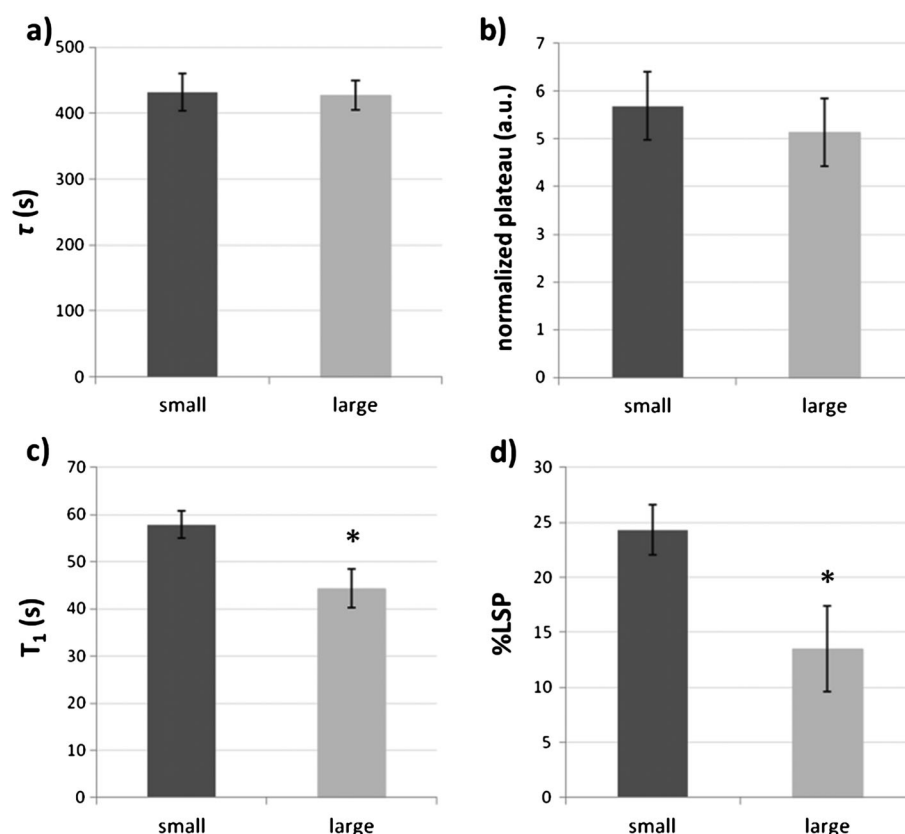 a)
500
400
300
200
100
0
τ (s)
small large
b)
7
6
5
4
3
2
1
0
normalized plateau (a.u.)
small large
c)
70
60
50
40
30
20
10
0
T1 (s)
*
small large
d)
30
25
20
15
10
5
0
%LSP
*
small large